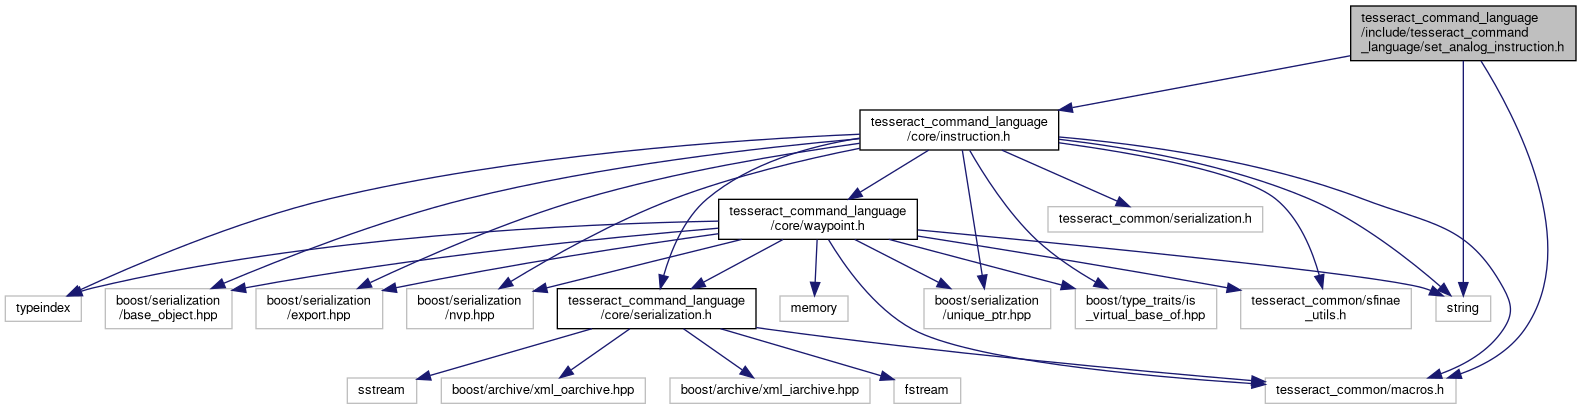 tesseract_command_language
/include/tesseract_command
_language/set_analog_instruction.h
tesseract_command_language
/core/instruction.h
tesseract_command_language
/core/waypoint.h
tesseract_common/serialization.h
typeindex
boost/serialization
/base_object.hpp
boost/serialization
/export.hpp
boost/serialization
/nvp.hpp
tesseract_command_language
/core/serialization.h
memory
boost/serialization
/unique_ptr.hpp
boost/type_traits/is
_virtual_base_of.hpp
tesseract_common/sfinae
_utils.h
string
sstream
boost/archive/xml_oarchive.hpp
boost/archive/xml_iarchive.hpp
fstream
tesseract_common/macros.h